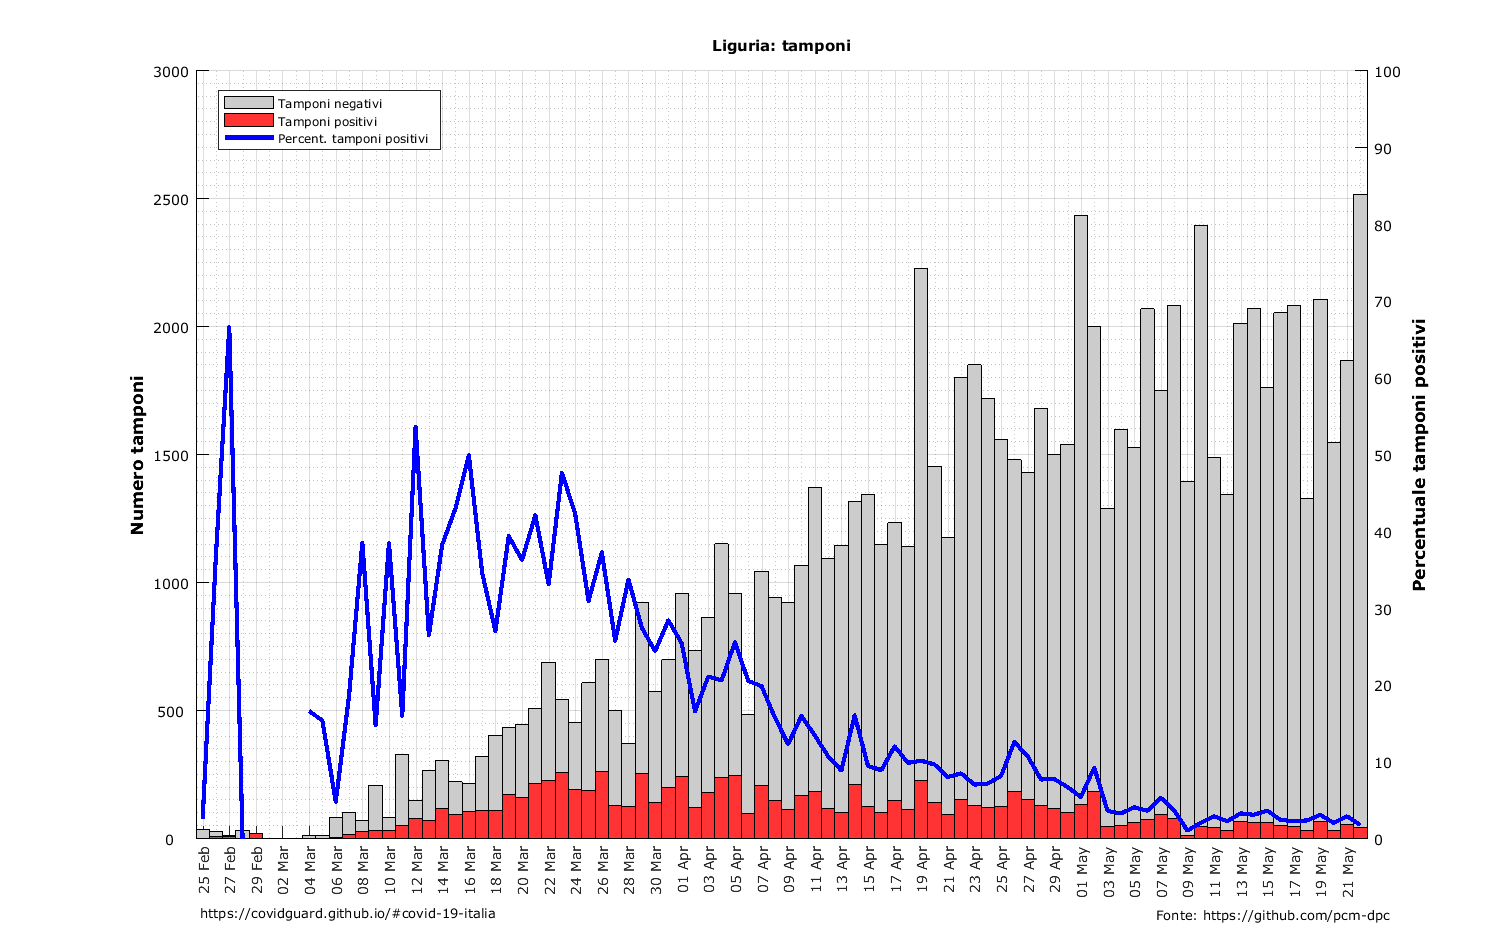 Liguria: tamponi
Tamponi negativi
Tamponi positivi
Percent. tamponi positivi
Numero tamponi
3000
2500
2000
1500
1000
500
0
Percentuale tamponi positivi
100
90
80
70
60
50
40
30
20
10
0
25 Feb
27 Feb
29 Feb
02 Mar
04 Mar
06 Mar
08 Mar
10 Mar
12 Mar
14 Mar
16 Mar
18 Mar
20 Mar
22 Mar
24 Mar
26 Mar
28 Mar
30 Mar
01 Apr
03 Apr
05 Apr
07 Apr
09 Apr
11 Apr
13 Apr
15 Apr
17 Apr
19 Apr
21 Apr
23 Apr
25 Apr
27 Apr
29 Apr
01 May
03 May
05 May
07 May
09 May
11 May
13 May
15 May
17 May
19 May
21 May
https://covidguard.github.io/#covid-19-italia
Fonte: https://github.com/pcm-dpc